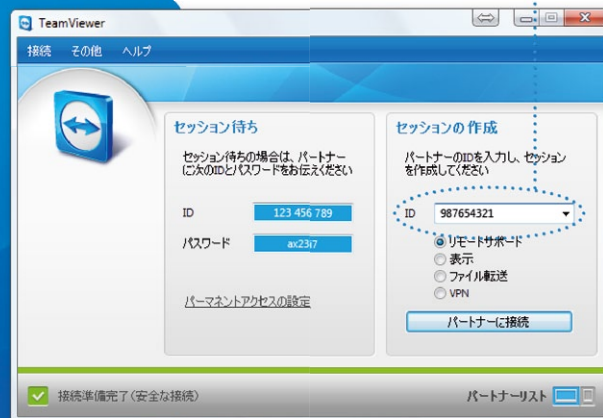 TeamViewer
接続 その他 ヘルプ
セッション待ち
セッション待ちの場合は、パートナー
に次のIDとパスワードをお伝えください
ID 123 456 789
パスワード ax23i7
パーマネントアクセスの設定
セッションの作成
パートナーのIDを入力し、セッション
を作成してください
ID 987654321
リモートサポート
表示
ファイル転送
VPN
パートナーに接続
接続準備完了(安全な接続)
パートナーリスト